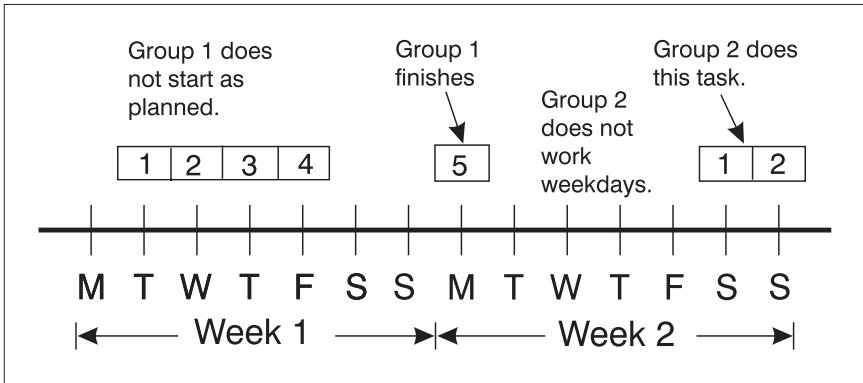 Group 1 does
not start as
planned.
Group 1
finishes
Group 2
does not
work
weekdays.
Group 2 does
this task.
1 2 3 4
5
1 2
M T W T F S S M T W T F S S
Week 1 Week 2